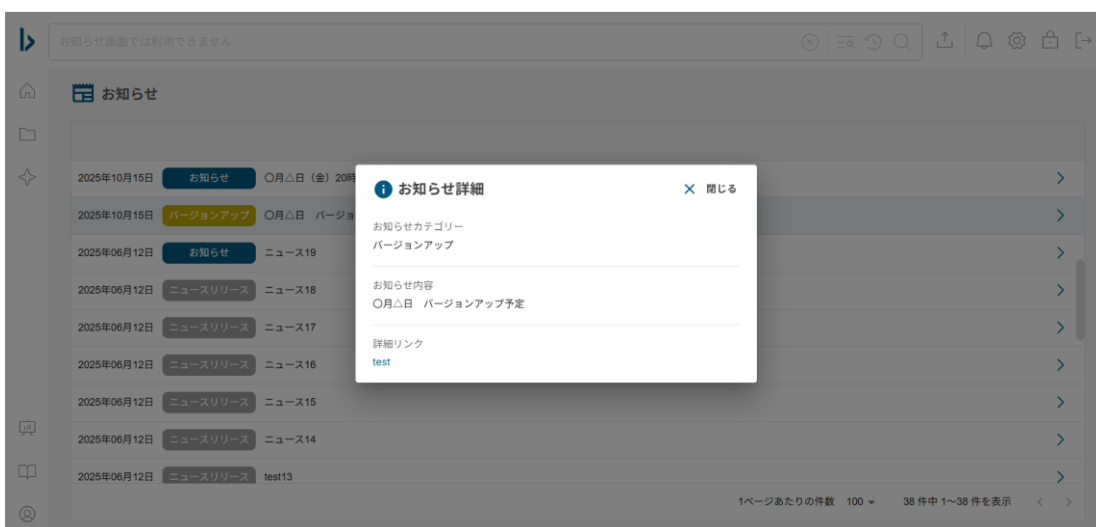 お知らせ画面では利用できません
お知らせ
2025年10月15日 お知らせ 〇月△日（金）20時
2025年10月15日 バージョンアップ 〇月△日　バージョ
2025年06月12日 お知らせ ニュース19
2025年06月12日 ニュースリリース ニュース18
2025年06月12日 ニュースリリース ニュース17
2025年06月12日 ニュースリリース ニュース16
2025年06月12日 ニュースリリース ニュース15
2025年06月12日 ニュースリリース ニュース14
2025年06月12日 ニュースリリース test13
お知らせ詳細 閉じる
お知らせカテゴリー
バージョンアップ
お知らせ内容
〇月△日　バージョンアップ予定
詳細リンク
test
1ページあたりの件数 100 38 件中 1～38 件を表示